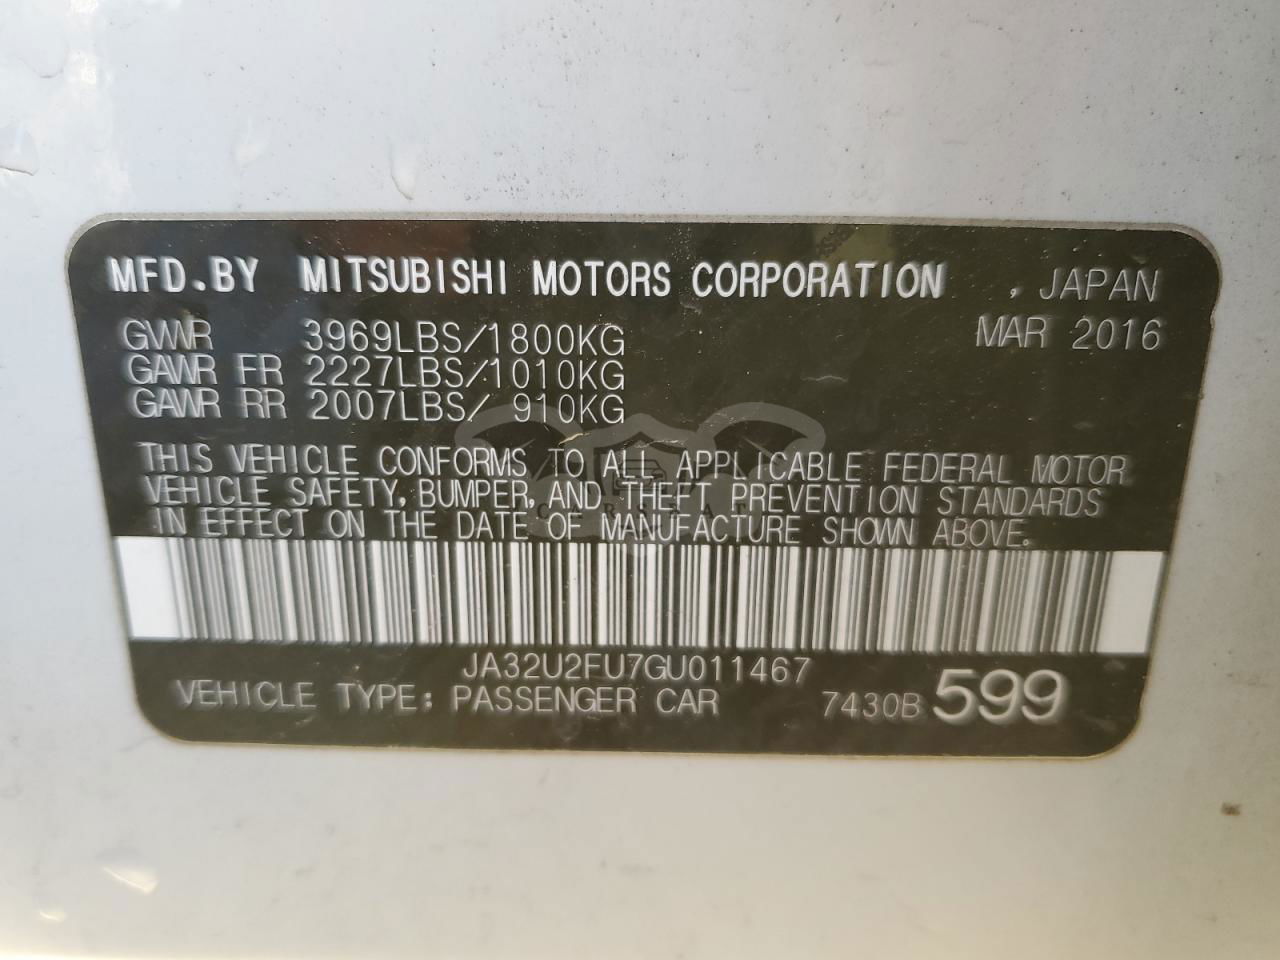 MFD.BY MITSUBISHI MOTORS CORPORATION , JAPAN
GVWR 3969LBS/1800KG MAR 2016
GAWR FR 2227LBS/1010KG
GAWR RR 2007LBS/ 910KG
THIS VEHICLE CONFORMS TO ALL APPLICABLE FEDERAL MOTOR
VEHICLE SAFETY, BUMPER, AND THEFT PREVENTION STANDARDS
IN EFFECT ON THE DATE OF MANUFACTURE SHOWN ABOVE.
JA32U2FU7GU011467
VEHICLE TYPE: PASSENGER CAR 7430B 599